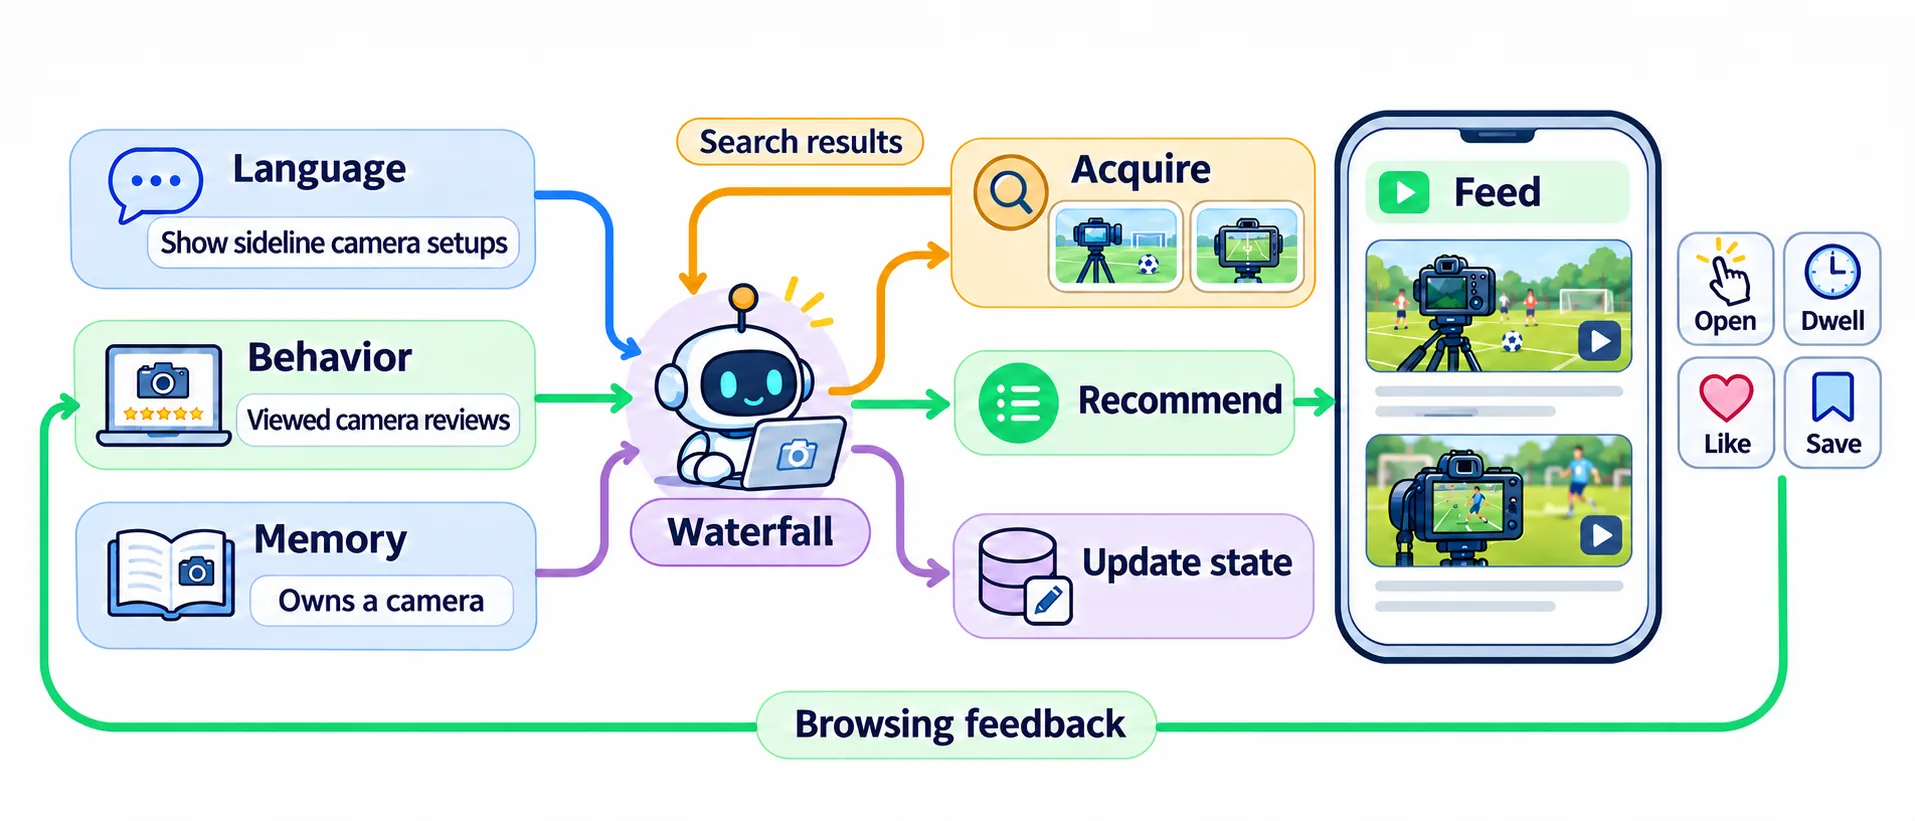 Language
Show sideline camera setups
Behavior
Viewed camera reviews
Memory
Owns a camera
Search results
Waterfall
Acquire
Recommend
Update state
Feed
Open
Dwell
Like
Save
Browsing feedback